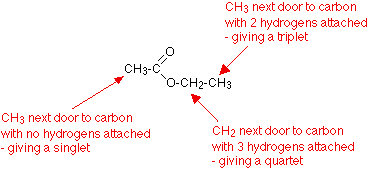 CH3 next door to carbon
with 2 hydrogens attached
- giving a triplet
O
CH3-C
O-CH2-CH3
CH3 next door to carbon
with no hydrogens attached
- giving a singlet
CH2 next door to carbon
with 3 hydrogens attached
- giving a quartet